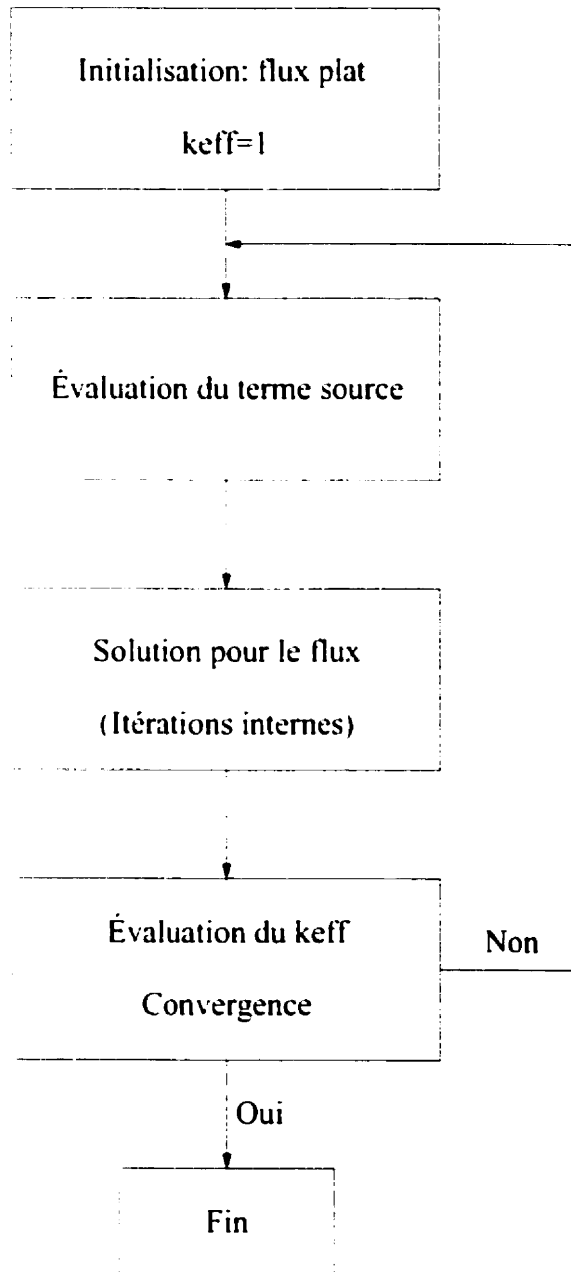 Initialisation: flux plat
keff=1
Évaluation du terme source
Solution pour le flux
(Itérations internes)
Évaluation du keff
Convergence
Non
Oui
Fin